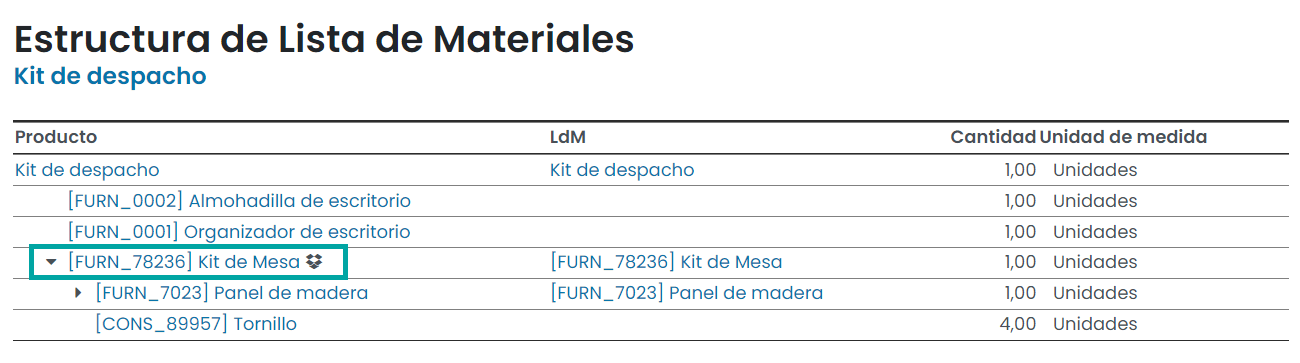 Estructura de Lista de Materiales
Kit de despacho
Producto LdM Cantidad Unidad de medida
Kit de despacho Kit de despacho 1,00 Unidades
[FURN_0002] Almohadilla de escritorio 1,00 Unidades
[FURN_0001] Organizador de escritorio 1,00 Unidades
[FURN_78236] Kit de Mesa [FURN_78236] Kit de Mesa 1,00 Unidades
[FURN_7023] Panel de madera [FURN_7023] Panel de madera 1,00 Unidades
[CONS_89957] Tornillo 4,00 Unidades